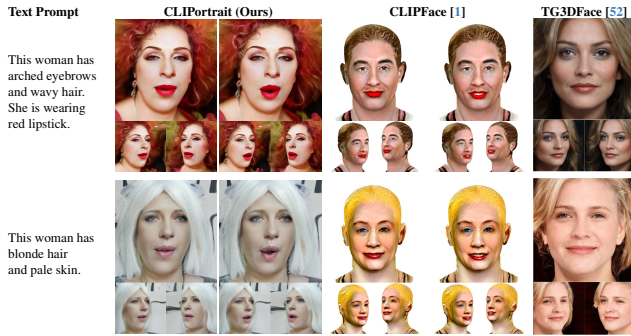 Text Prompt CLIPortrait (Ours) CLIPFace [1] TG3DFace [52]
This woman has
arched eyebrows
and wavy hair.
She is wearing
red lipstick.
This woman has
blonde hair
and pale skin.